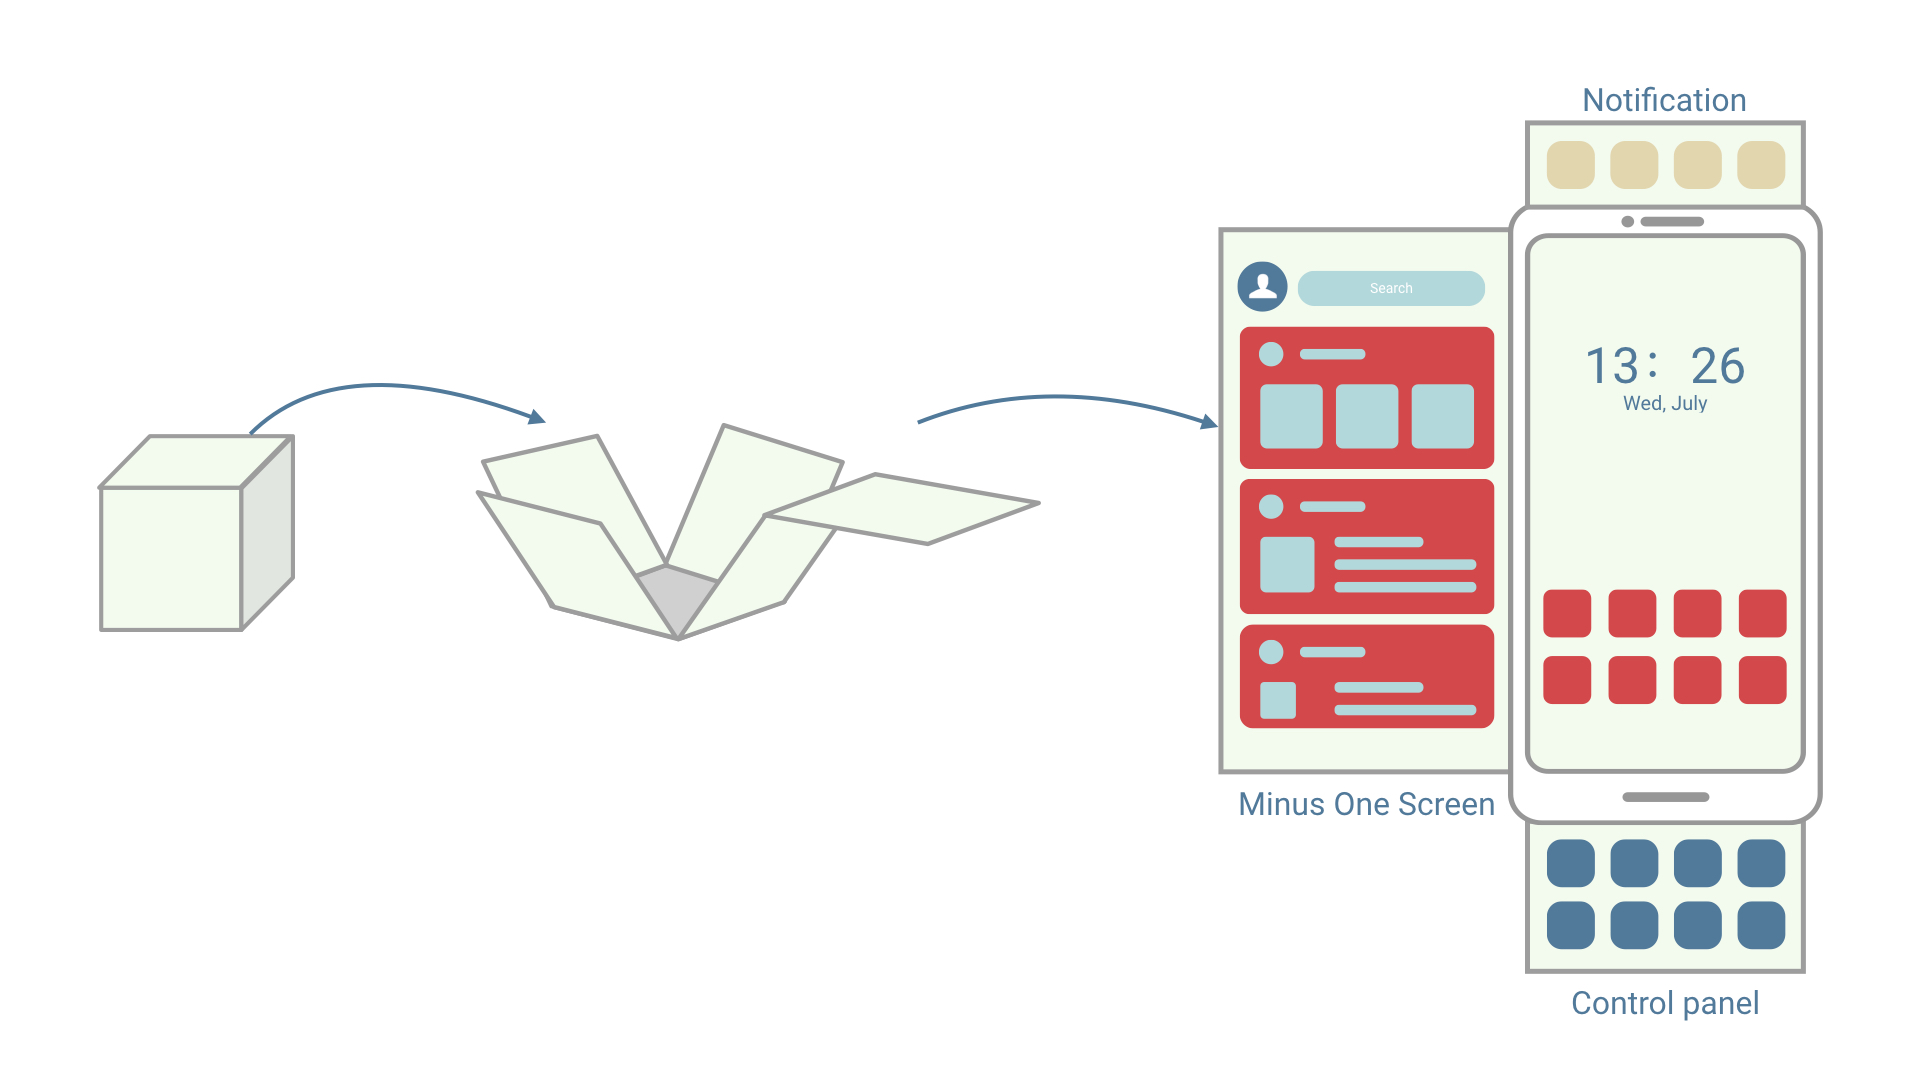 Notification
Search
13: 26
Wed, July
Minus One Screen
Control panel